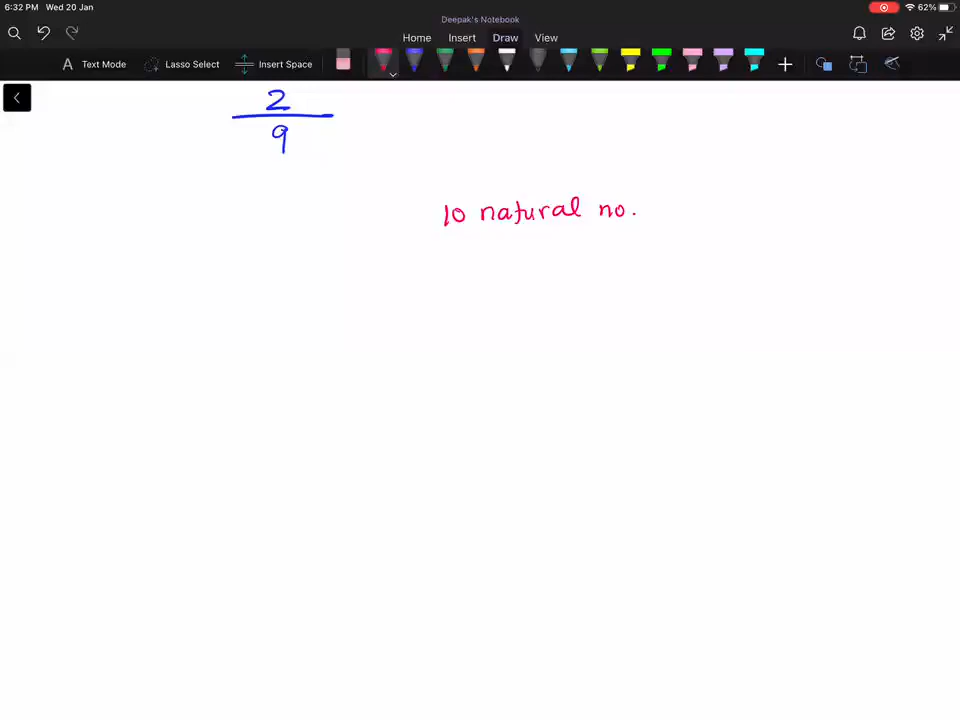 6:32 PM Wed 20 Jan
62%
Deepak's Notebook
Home Insert Draw View
A Text Mode Lasso Select Insert Space
2
9
10 natural no.